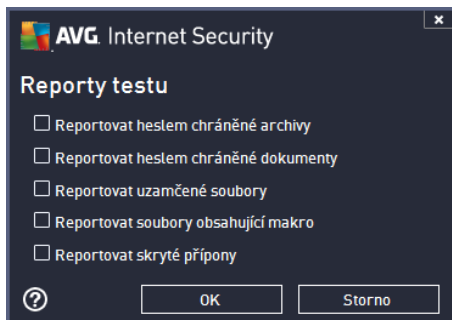 AVG. Internet Security
Reporty testu
Reportovat heslem chráněné archivy
Reportovat heslem chráněné dokumenty
Reportovat uzamčené soubory
Reportovat soubory obsahující makro
Reportovat skryté přípony
OK
Storno